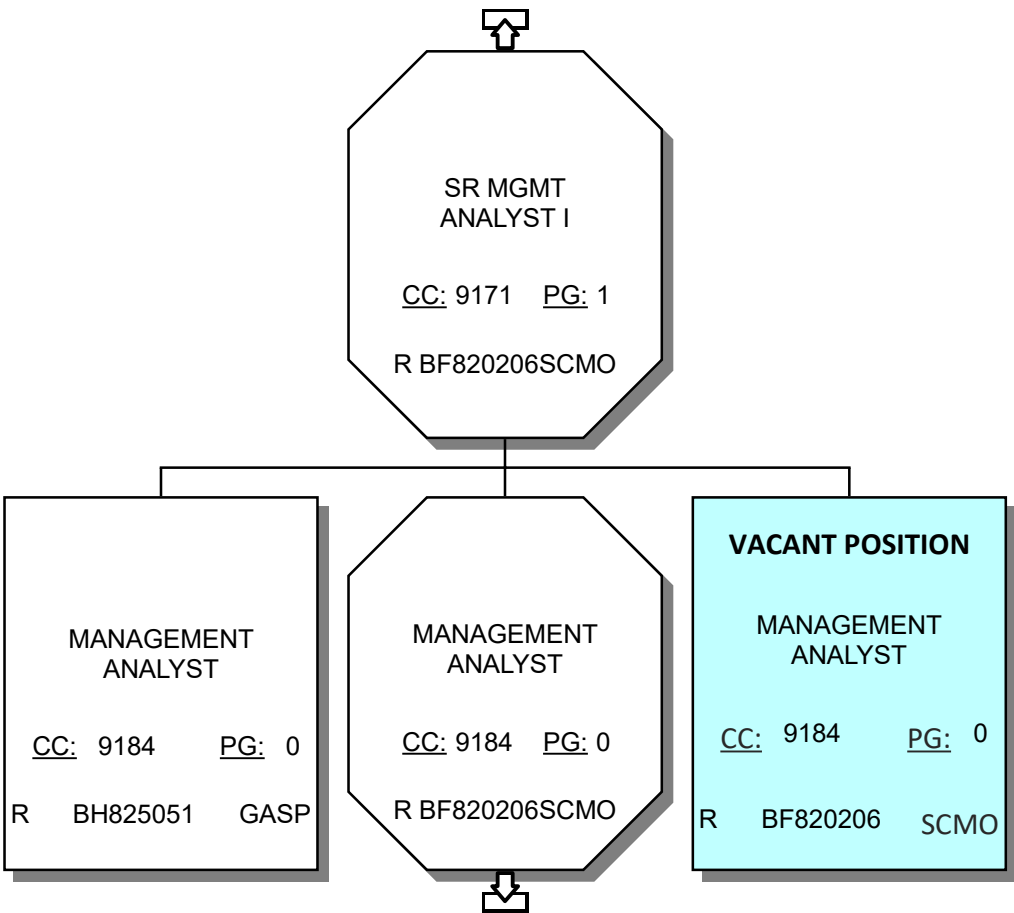 SR MGMT
ANALYST I
CC: 9171 PG: 1
R BF820206SCMO
MANAGEMENT
ANALYST
CC: 9184 PG: 0
R BH825051 GASP
MANAGEMENT
ANALYST
CC: 9184 PG: 0
R BF820206SCMO
VACANT POSITION
MANAGEMENT
ANALYST
CC: 9184 PG: 0
R BF820206 SCMO